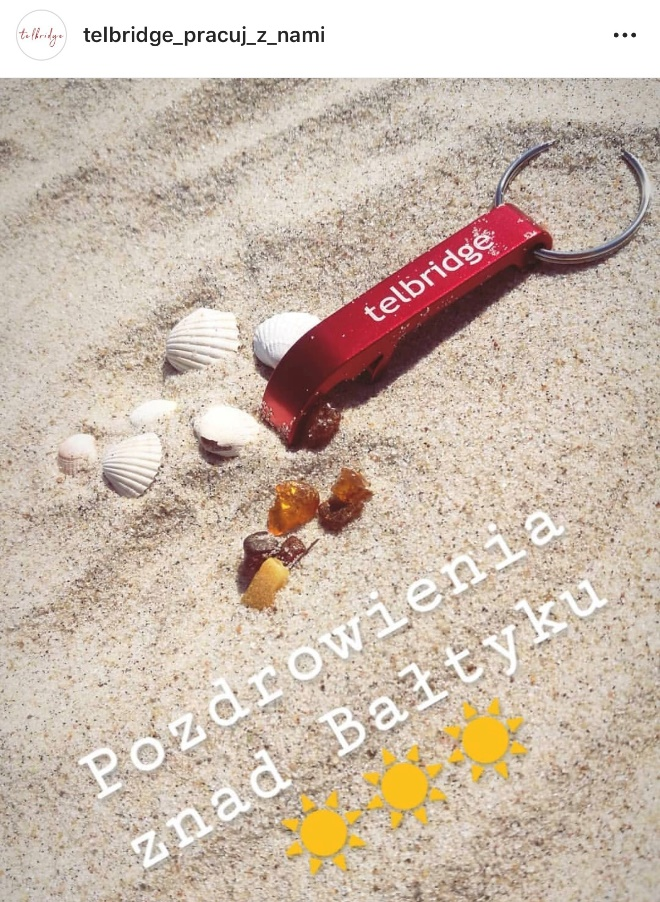 telbridge
telbridge_pracuj_z_nami
telbridge
Pozdrowienia
znad Bałtyku